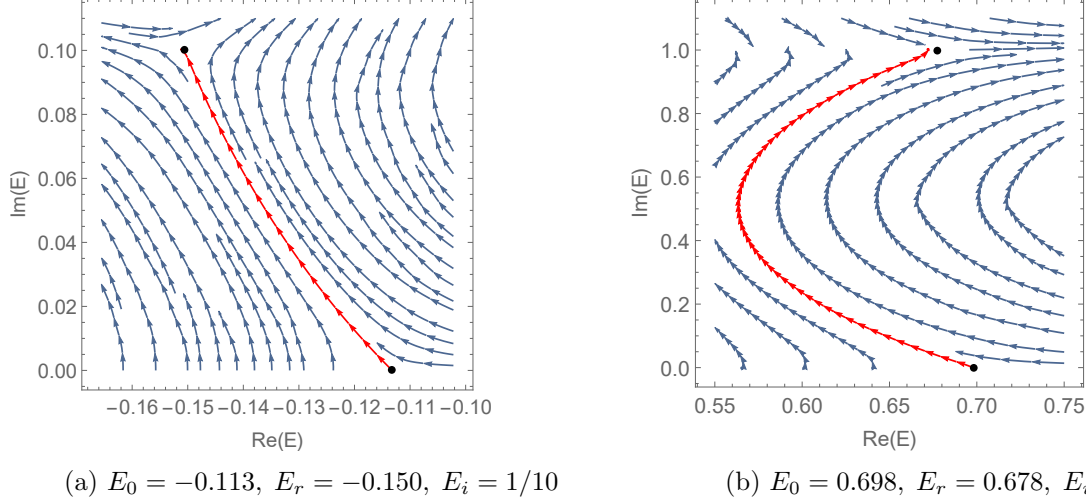 0.10
0.08
0.06
0.04
0.02
0.00
Im(E)
−0.16 −0.15 −0.14 −0.13 −0.12 −0.11 −0.10
Re(E)
(a) E₀ = −0.113, Eᵣ = −0.150, Eᵢ = 1/10
1.0
0.8
0.6
0.4
0.2
0.0
Im(E)
0.55 0.60 0.65 0.70 0.75
Re(E)
(b) E₀ = 0.698, Eᵣ = 0.678, Eᵢ